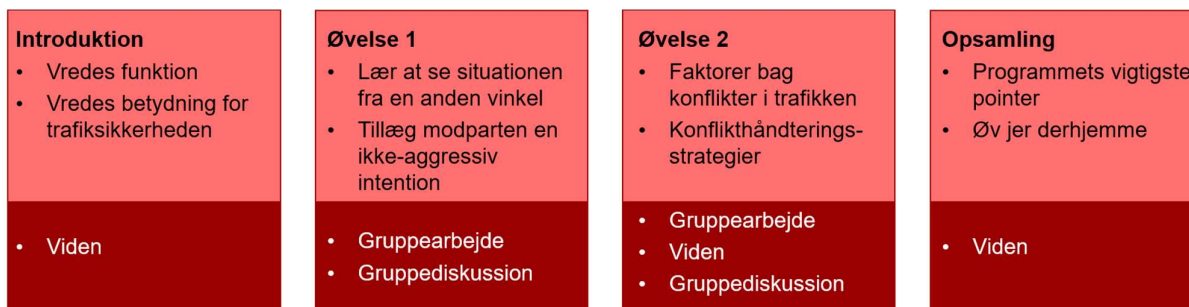 Introduktion
• Vredes funktion
• Vredes betydning for
trafiksikkerheden
• Viden
Øvelse 1
• Lær at se situationen
fra en anden vinkel
• Tillæg modparten en
ikke-aggressiv
intention
• Gruppearbejde
• Gruppediskussion
Øvelse 2
• Faktorer bag
konflikter i trafikken
• Konflikthåndterings-
strategier
• Gruppearbejde
• Viden
• Gruppediskussion
Opsamling
• Programmets vigtigste
pointer
• Øv jer derhjemme
• Viden